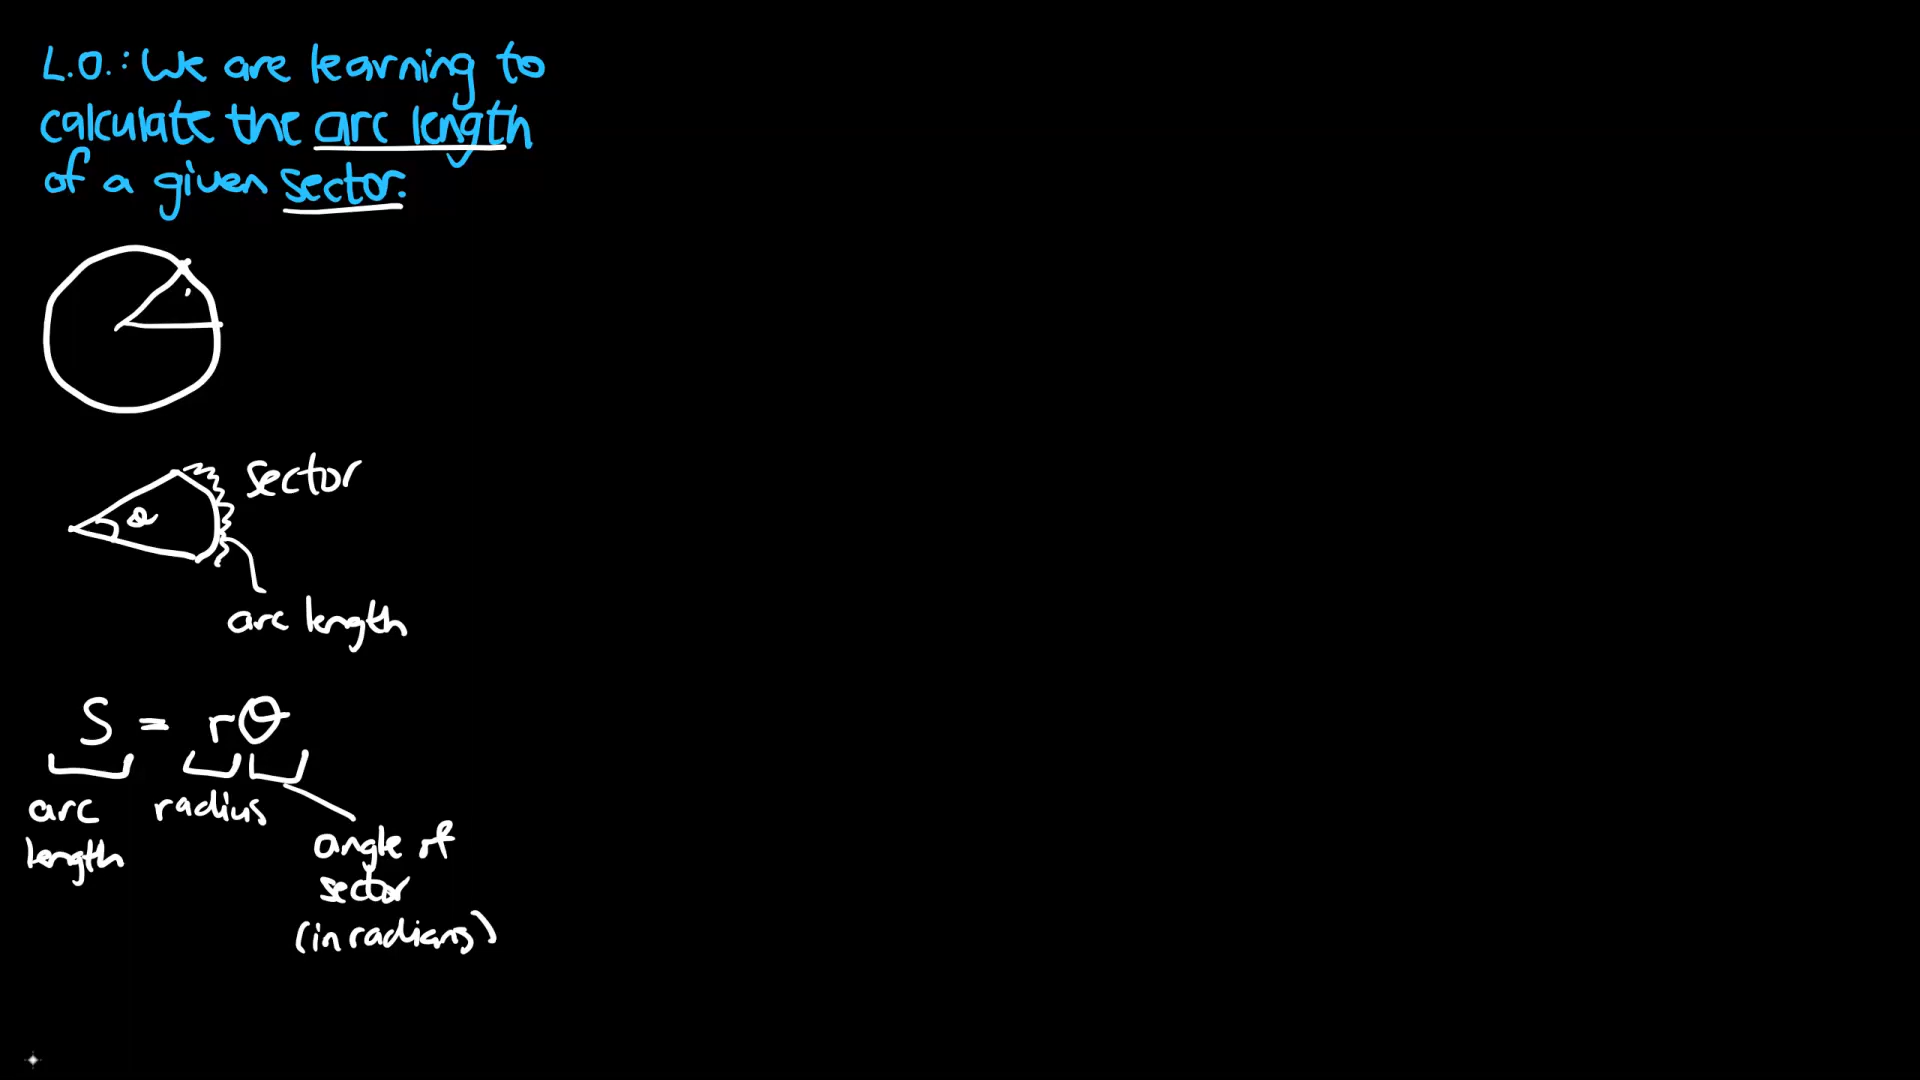 L.O.: We are learning to
calculate the arc length
of a given sector.
sector
θ
arc length
S = rθ
arc
length
radius
angle of
sector
(in radians)